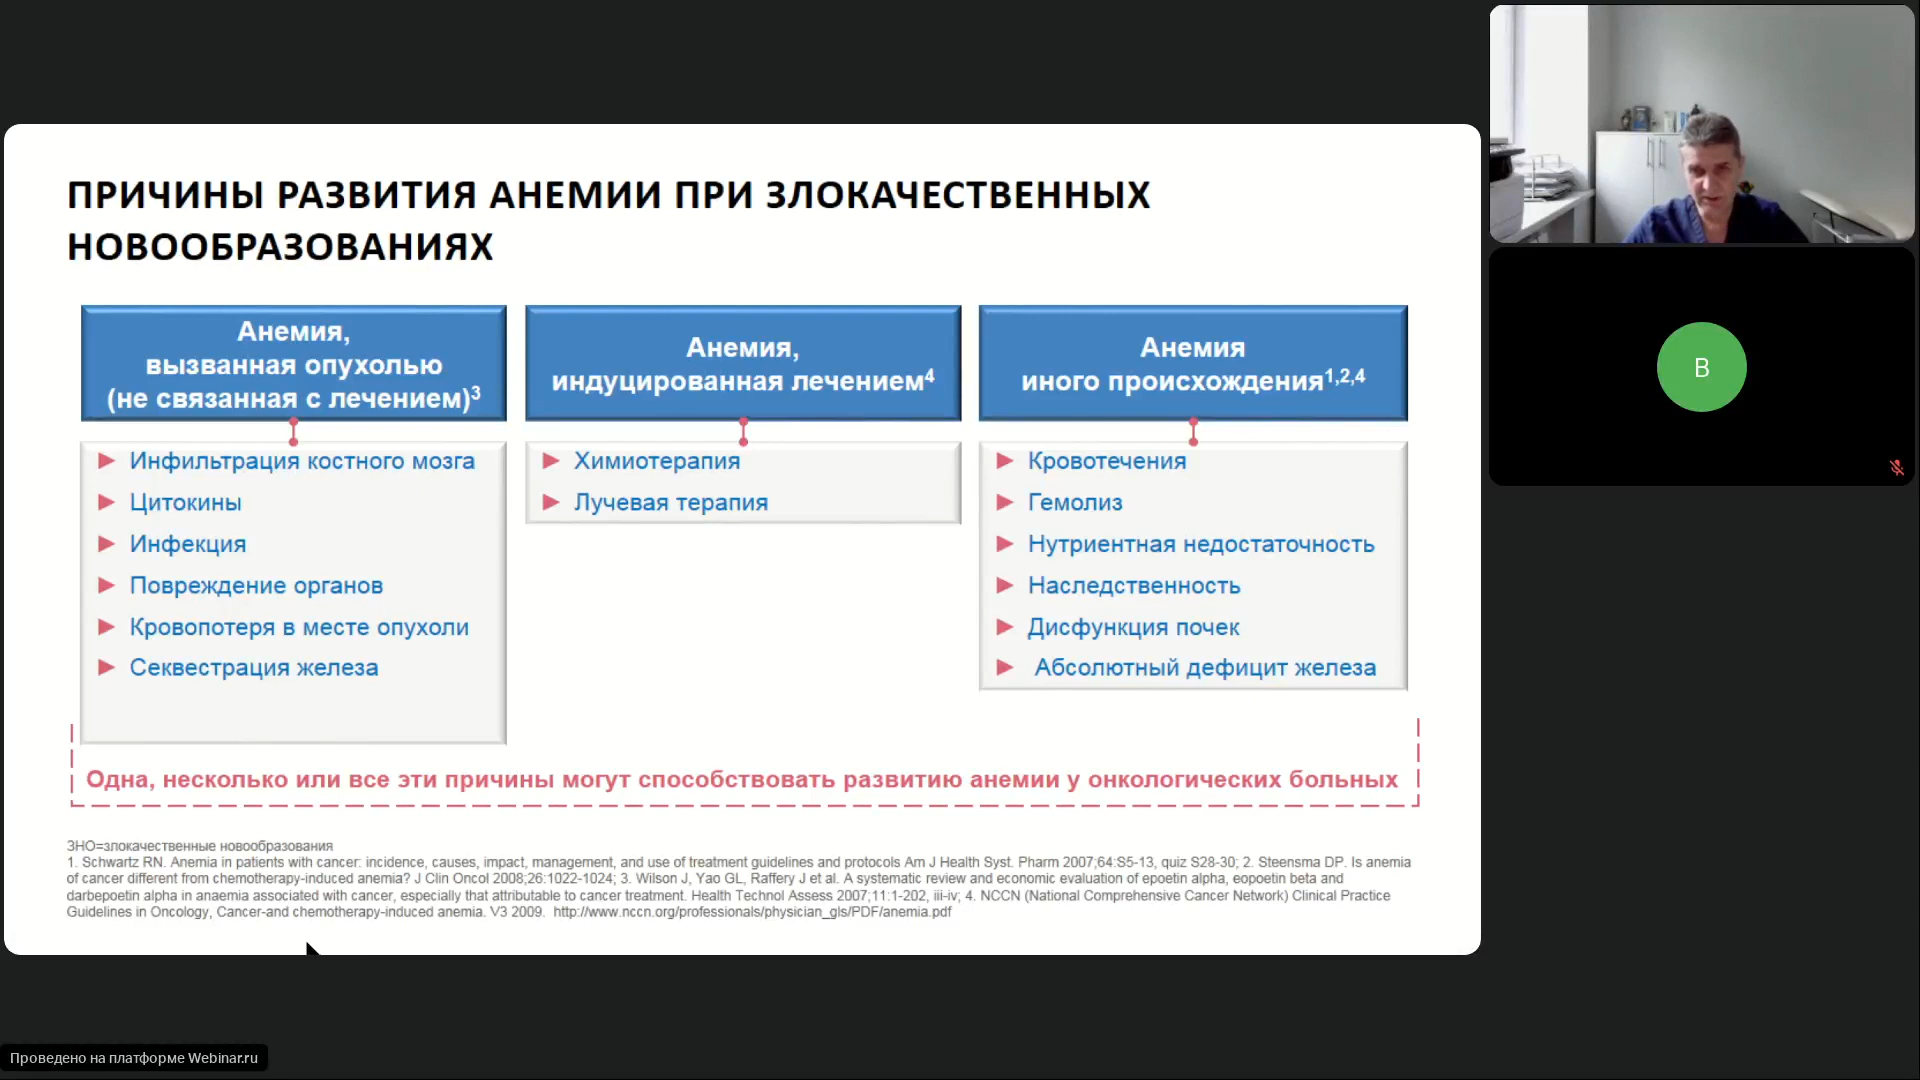 ПРИЧИНЫ РАЗВИТИЯ АНЕМИИ ПРИ ЗЛОКАЧЕСТВЕННЫХ
НОВООБРАЗОВАНИЯХ
Анемия,
вызванная опухолью
(не связанная с лечением)3
Инфильтрация костного мозга
Цитокины
Инфекция
Повреждение органов
Кровопотеря в месте опухоли
Секвестрация железа
Анемия,
индуцированная лечением4
Химиотерапия
Лучевая терапия
Анемия
иного происхождения1,2,4
Кровотечения
Гемолиз
Нутриентная недостаточность
Наследственность
Дисфункция почек
Абсолютный дефицит железа
Одна, несколько или все эти причины могут способствовать развитию анемии у онкологических больных
ЗНО=злокачественные новообразования
1. Schwartz RN. Anemia in patients with cancer: incidence, causes, impact, management, and use of treatment guidelines and protocols Am J Health Syst. Pharm 2007;64:S5-13, quiz S28-30; 2. Steensma DP. Is anemia
of cancer different from chemotherapy-induced anemia? J Clin Oncol 2008;26:1022-1024; 3. Wilson J, Yao GL, Raffery J et al. A systematic review and economic evaluation of epoetin alpha, eopoetin beta and
darbepoetin alpha in anaemia associated with cancer, especially that attributable to cancer treatment. Health Technol Assess 2007;11:1-202, iii-iv; 4. NCCN (National Comprehensive Cancer Network) Clinical Practice
Guidelines in Oncology, Cancer-and chemotherapy-induced anemia. V3 2009. http://www.nccn.org/professionals/physician_gls/PDF/anemia.pdf
В
Проведено на платформе Webinar.ru